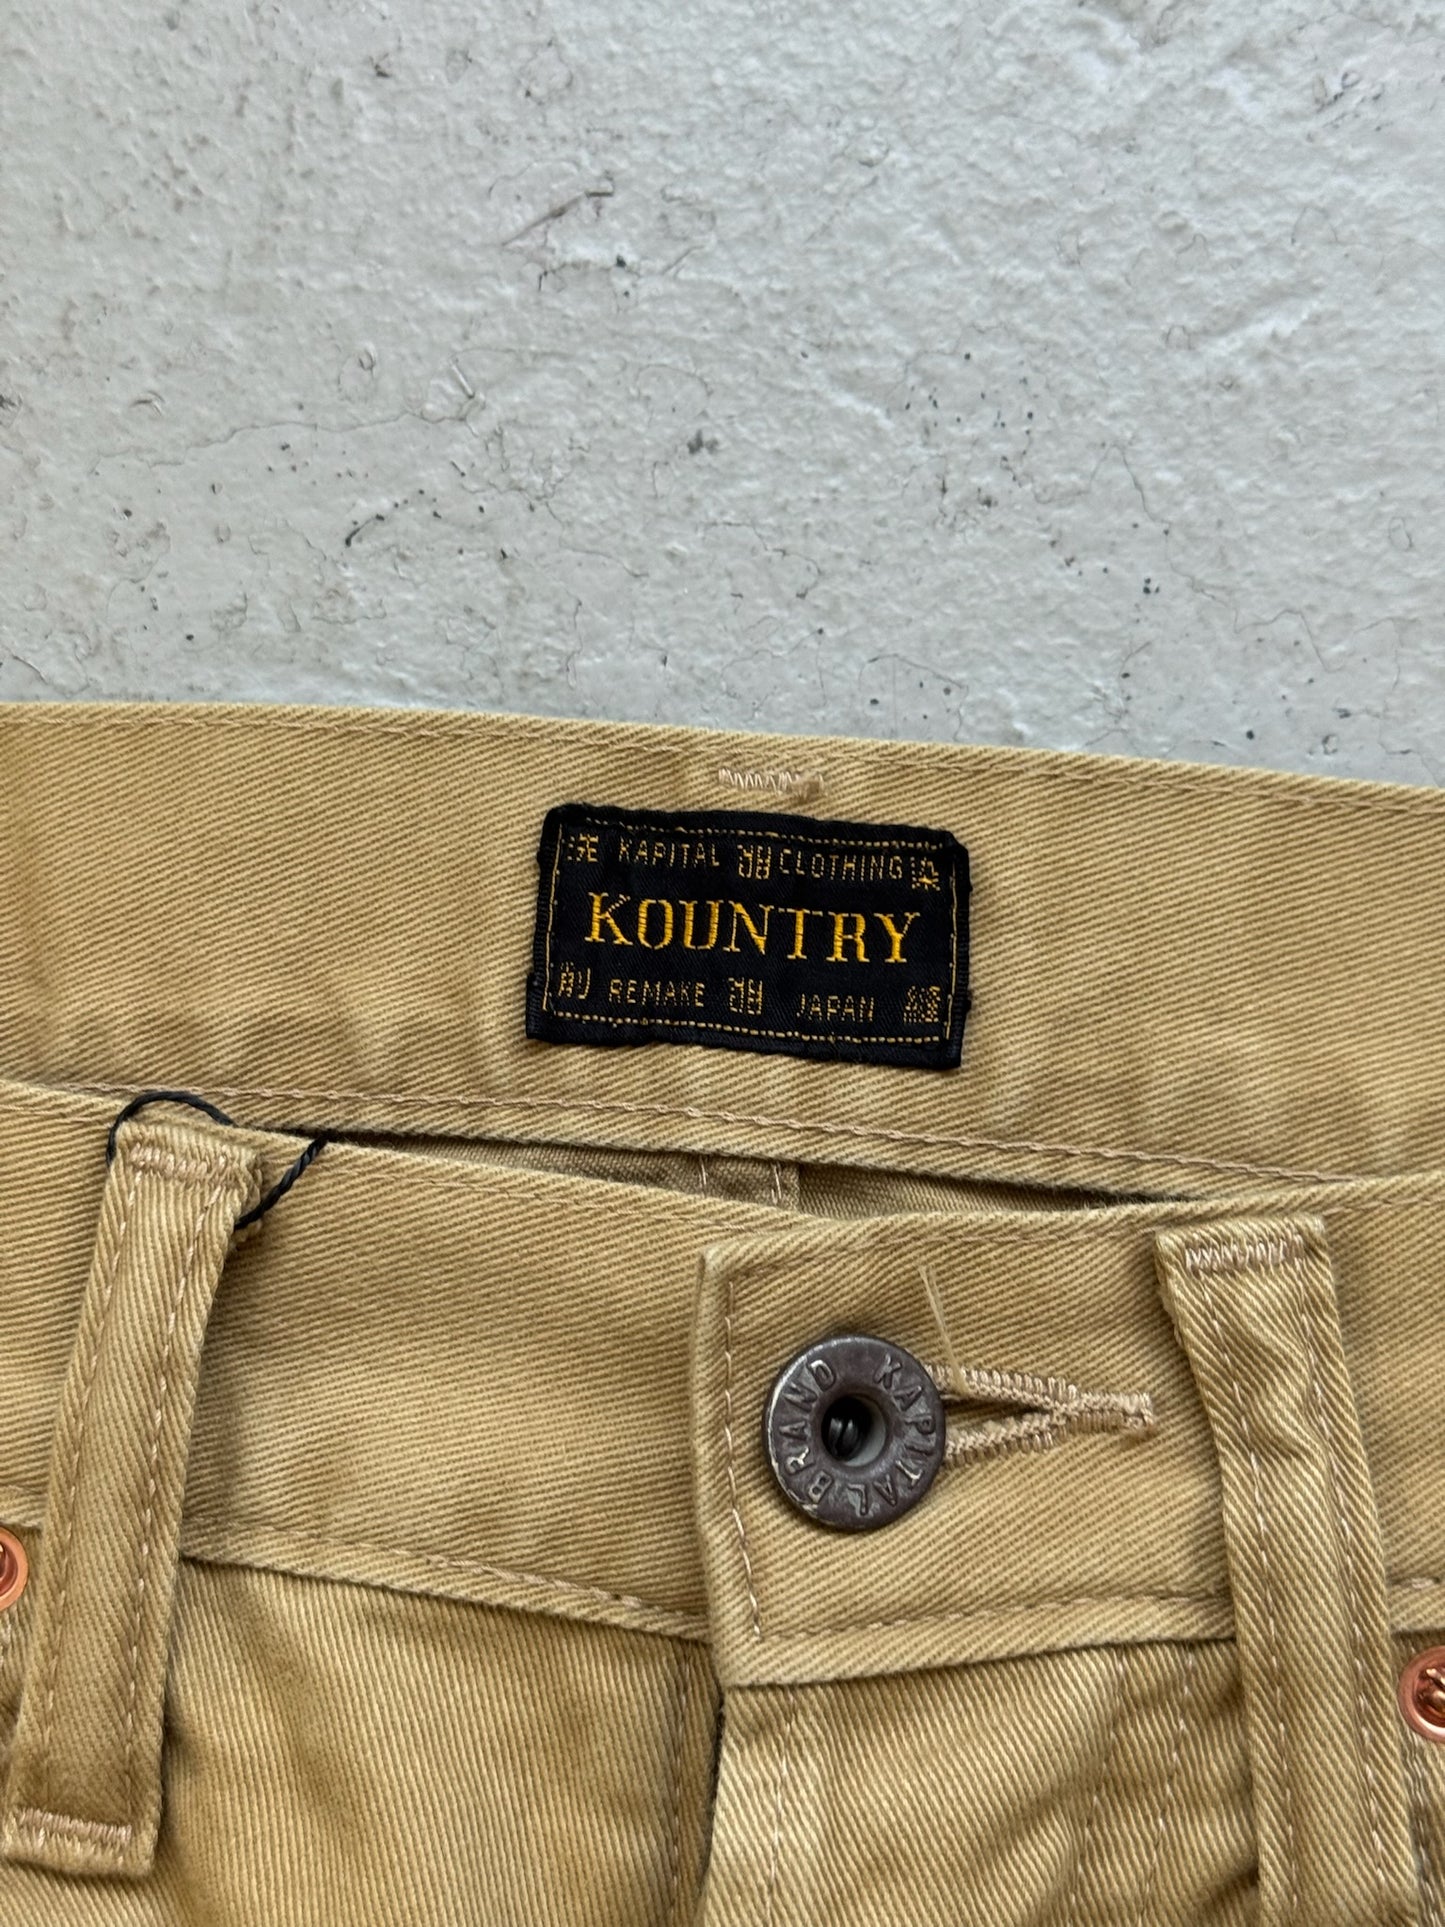 KAPITAL CLOTHING
KOUNTRY
REMAKE JAPAN
KAPITAL BRAND